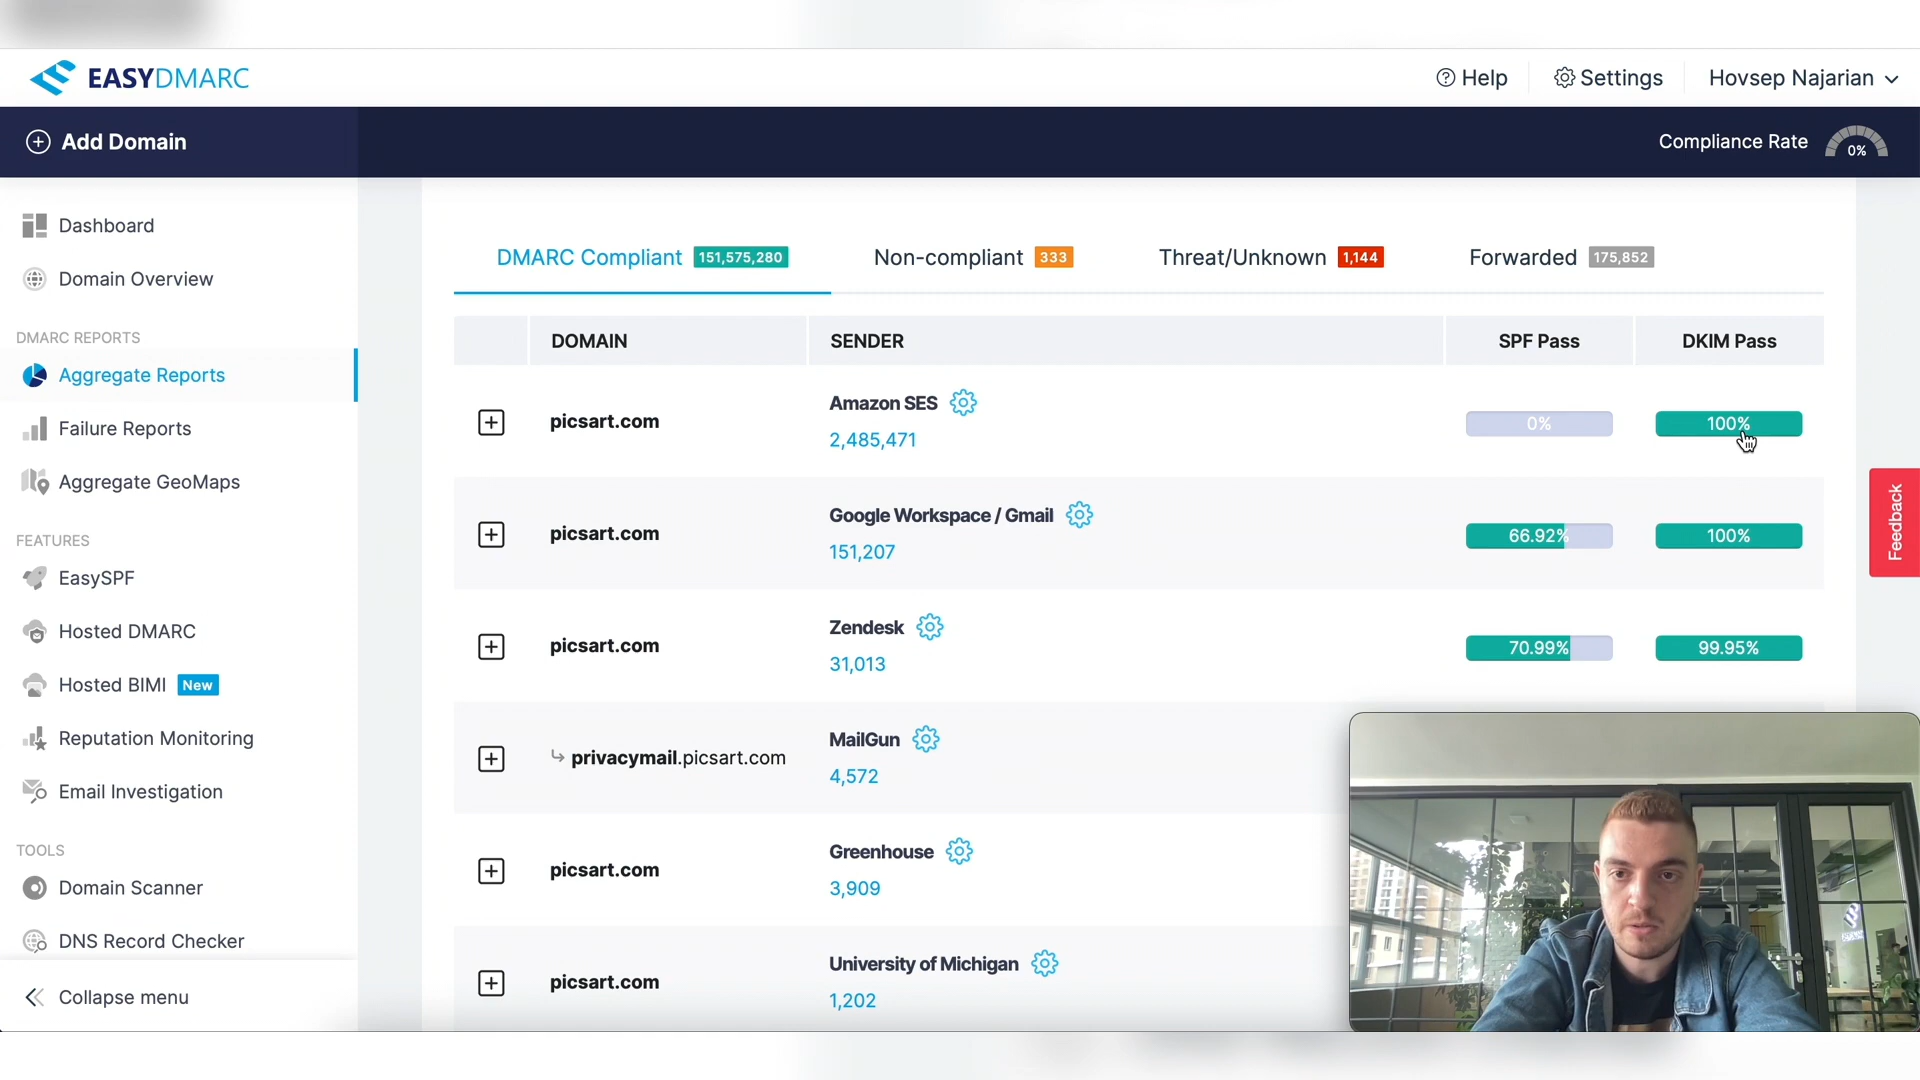 EASYDMARC
Help
Settings
Hovsep Najarian
Add Domain
Compliance Rate
0%
Dashboard
Domain Overview
DMARC REPORTS
Aggregate Reports
Failure Reports
Aggregate GeoMaps
FEATURES
EasySPF
Hosted DMARC
Hosted BIMI New
Reputation Monitoring
Email Investigation
TOOLS
Domain Scanner
DNS Record Checker
Collapse menu
DMARC Compliant 151,575,280
Non-compliant 333
Threat/Unknown 1,144
Forwarded 175,852
DOMAIN SENDER SPF Pass DKIM Pass
picsart.com
Amazon SES
2,485,471
0%
100%
picsart.com
Google Workspace / Gmail
151,207
66.92%
100%
picsart.com
Zendesk
31,013
70.99%
99.95%
privacymail.picsart.com
MailGun
4,572
picsart.com
Greenhouse
3,909
picsart.com
University of Michigan
1,202
Feedback